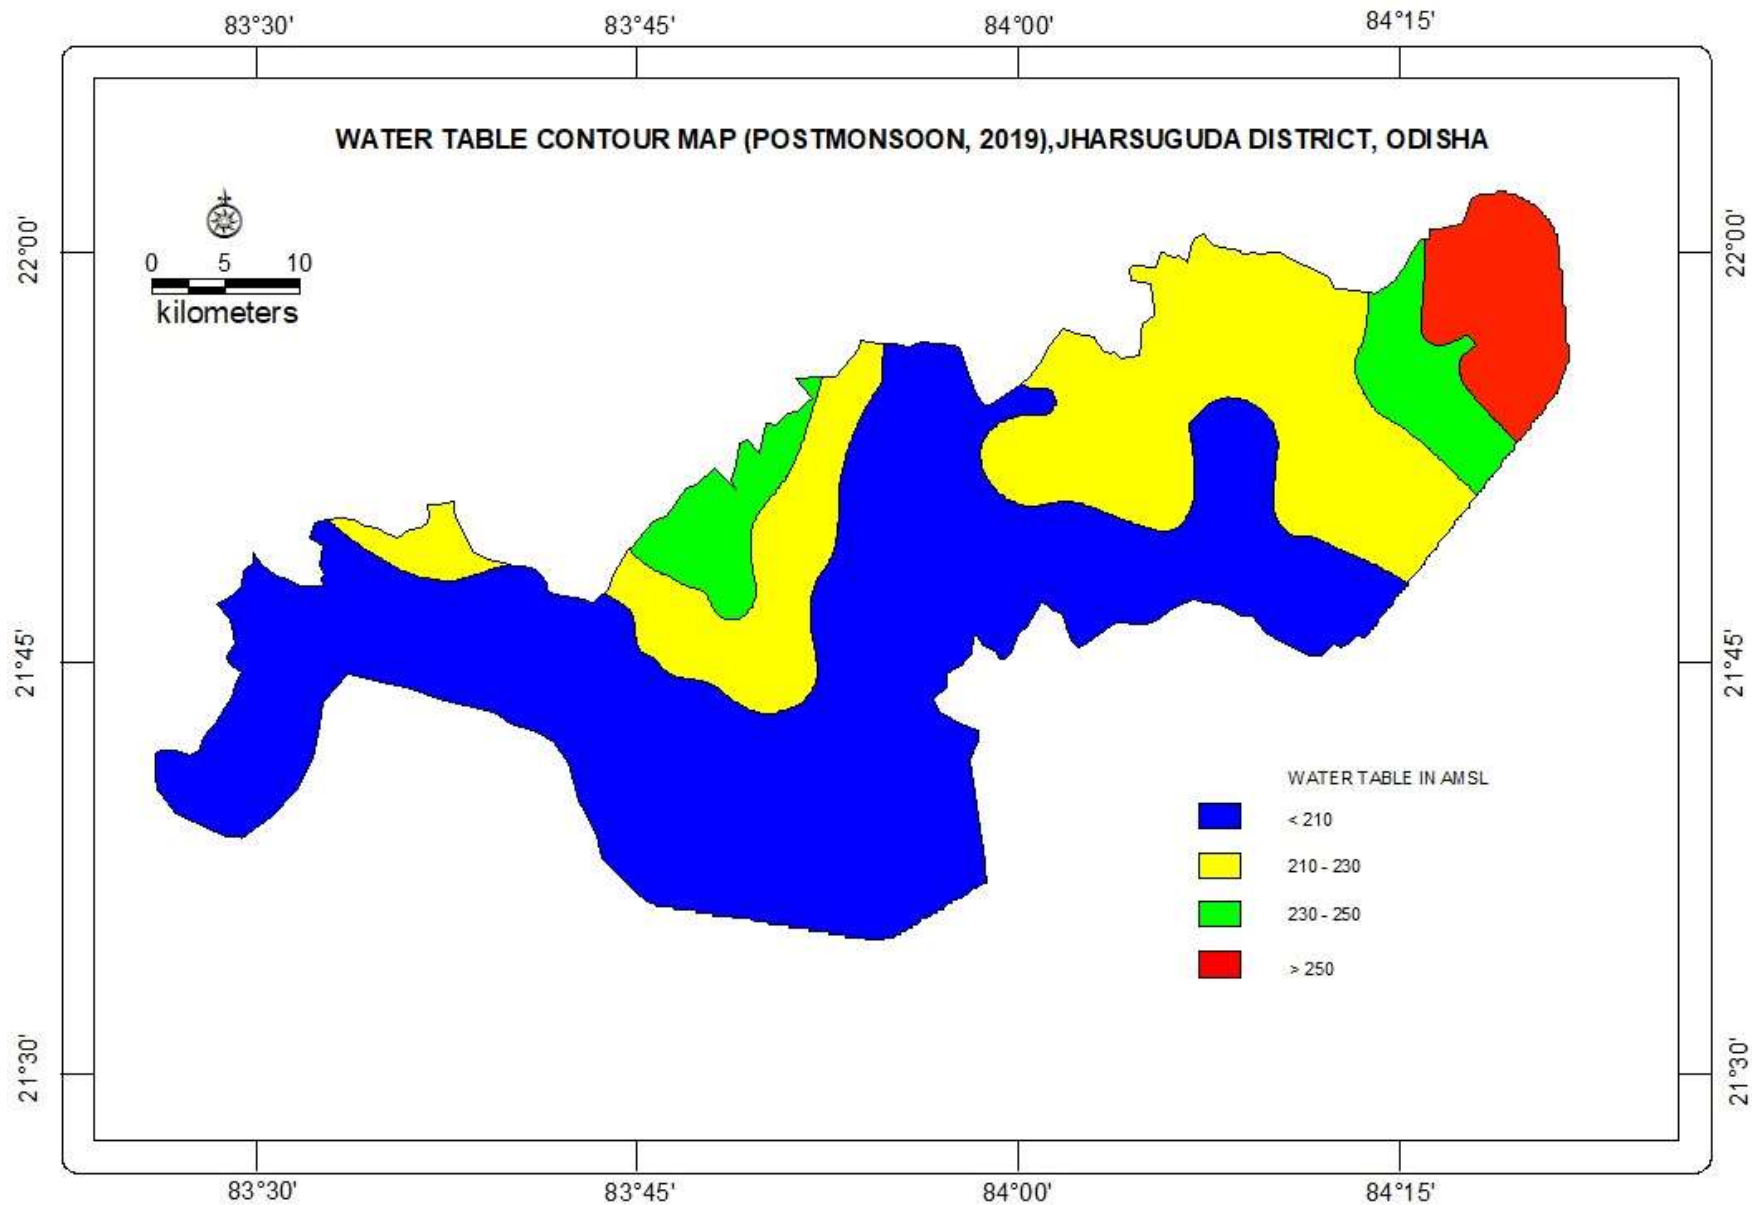 83°30' 83°45' 84°00' 84°15'
WATER TABLE CONTOUR MAP (POSTMONSOON, 2019),JHARSUGUDA DISTRICT, ODISHA
22°00' 22°00'
0 5 10
kilometers
21°45' 21°45'
WATER TABLE IN AMSL
< 210
210 - 230
230 - 250
> 250
21°30' 21°30'
83°30' 83°45' 84°00' 84°15'